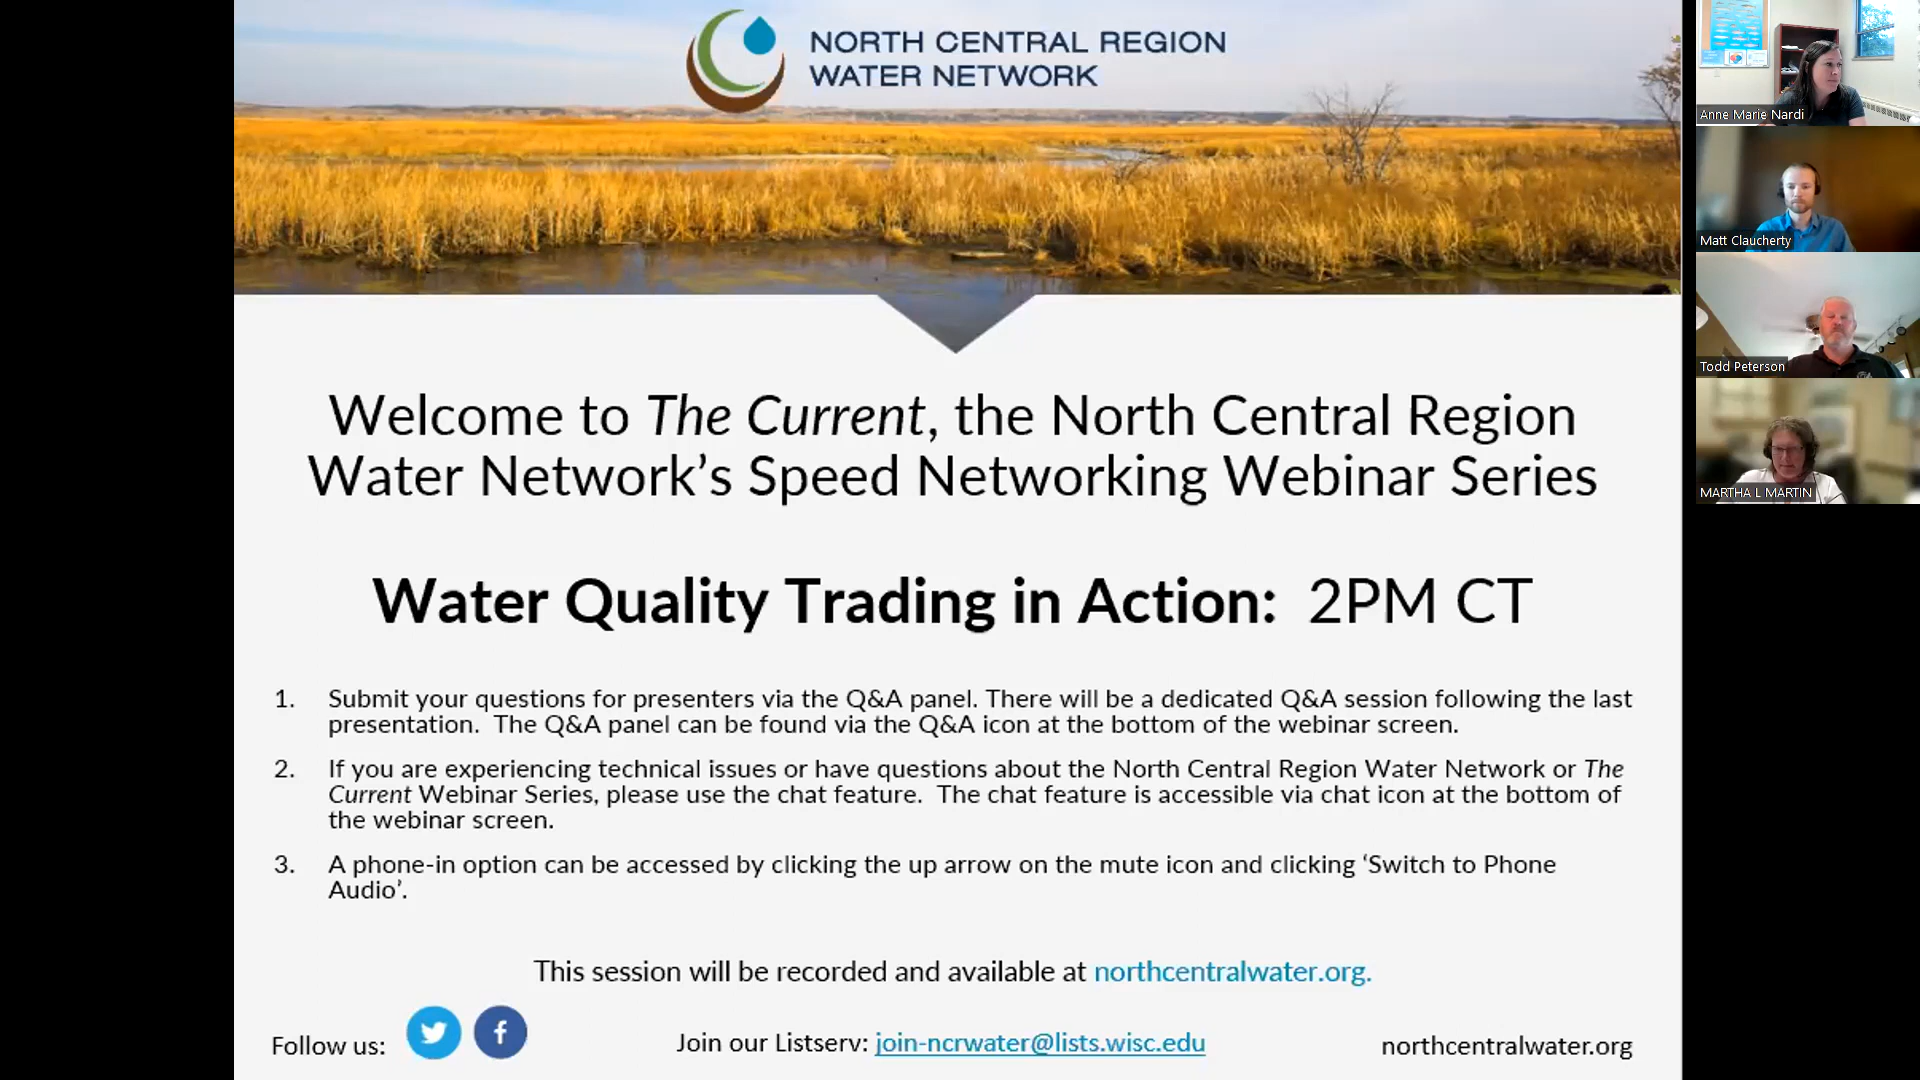 NORTH CENTRAL REGION
WATER NETWORK
Welcome to The Current, the North Central Region
Water Network’s Speed Networking Webinar Series
Water Quality Trading in Action: 2PM CT
1. Submit your questions for presenters via the Q&A panel. There will be a dedicated Q&A session following the last
presentation. The Q&A panel can be found via the Q&A icon at the bottom of the webinar screen.
2. If you are experiencing technical issues or have questions about the North Central Region Water Network or The
Current Webinar Series, please use the chat feature. The chat feature is accessible via chat icon at the bottom of
the webinar screen.
3. A phone-in option can be accessed by clicking the up arrow on the mute icon and clicking ‘Switch to Phone
Audio’.
This session will be recorded and available at northcentralwater.org.
Follow us:
Join our Listserv: join-ncrwater@lists.wisc.edu
northcentralwater.org
Anne Marie Nardi
Matt Claucherty
Todd Peterson
MARTHA L MARTIN